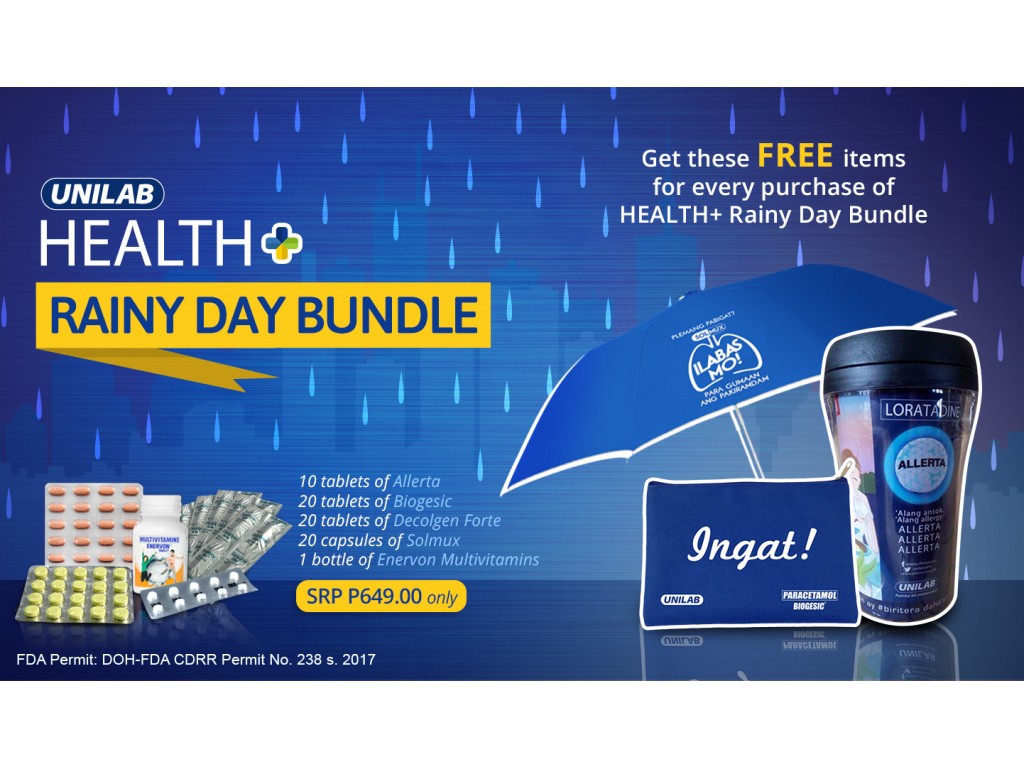 UNILAB
HEALTH+
RAINY DAY BUNDLE
Get these FREE items
for every purchase of
HEALTH+ Rainy Day Bundle
PLEMANG PABIGAT
SOLMUX
ILABAS
MO!
PARA GUMAAN
ANG PAKIRAMDAM
LORATADINE
ALLERTA
'Alang antok,
'Alang allergy.
ALLERTA
ALLERTA
ALLERTA
UNILAB
10 tablets of Allerta
20 tablets of Biogesic
20 tablets of Decolgen Forte
20 capsules of Solmux
1 bottle of Enervon Multivitamins
SRP P649.00 only
MULTIVITAMINS
ENERVON
Ingat!
UNILAB
PARACETAMOL
BIOGESIC
FDA Permit: DOH-FDA CDRR Permit No. 238 s. 2017